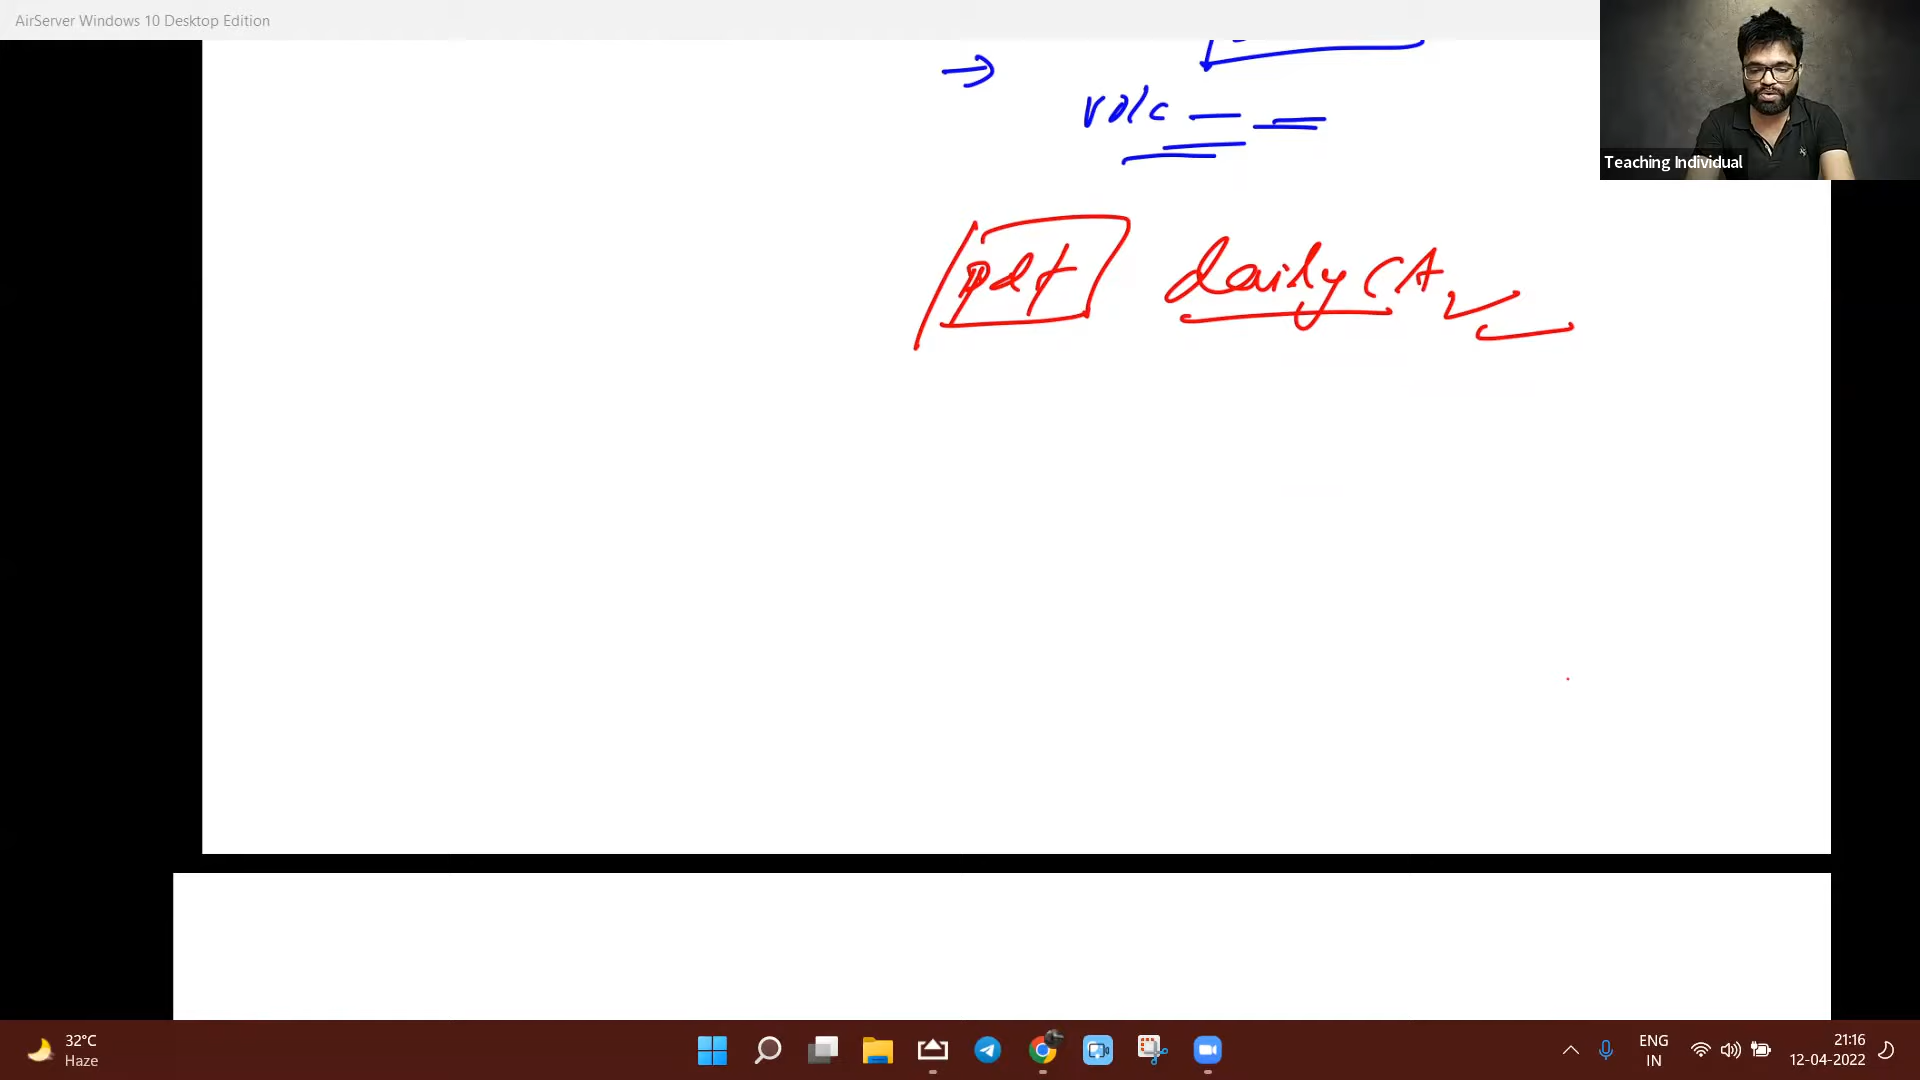 AirServer Windows 10 Desktop Edition
Teaching Individual
volc
pdf daily CA
32°C
Haze
ENG
IN
21:16
12-04-2022